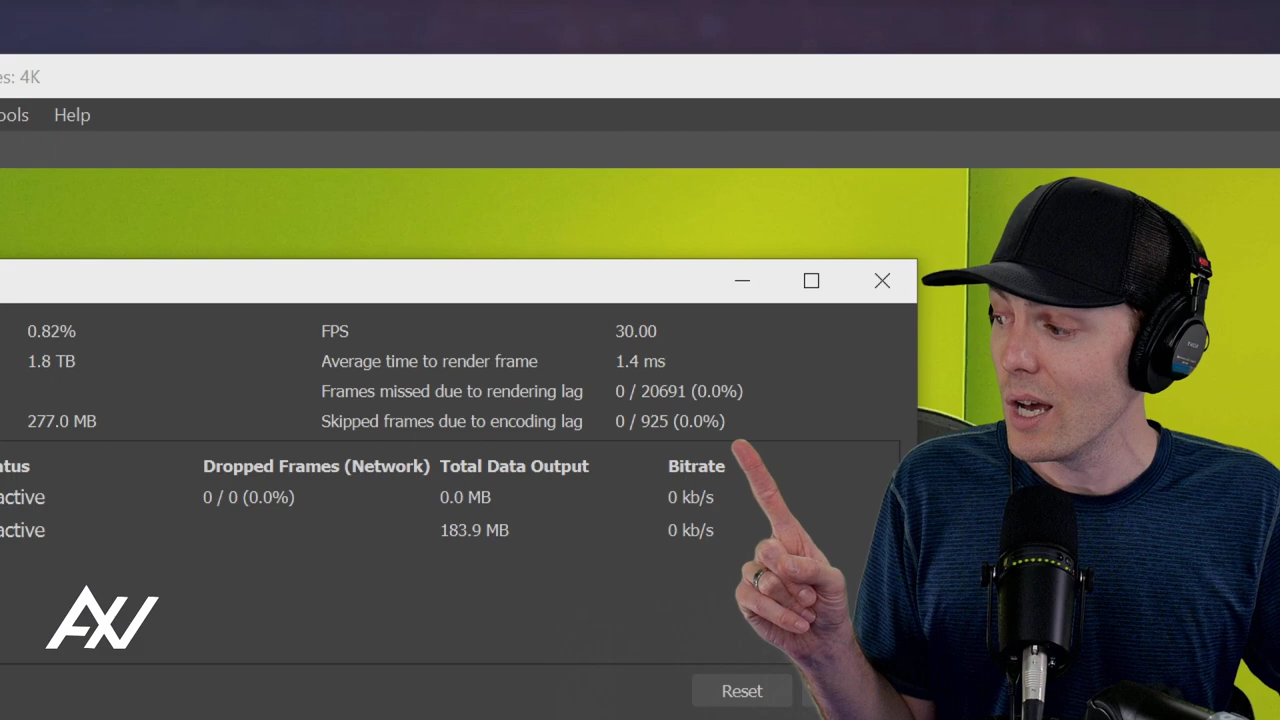 es: 4K
ools Help
0.82% FPS 30.00
1.8 TB Average time to render frame 1.4 ms
Frames missed due to rendering lag 0 / 20691 (0.0%)
277.0 MB Skipped frames due to encoding lag 0 / 925 (0.0%)
atus Dropped Frames (Network) Total Data Output Bitrate
active 0 / 0 (0.0%) 0.0 MB 0 kb/s
active 183.9 MB 0 kb/s
Reset